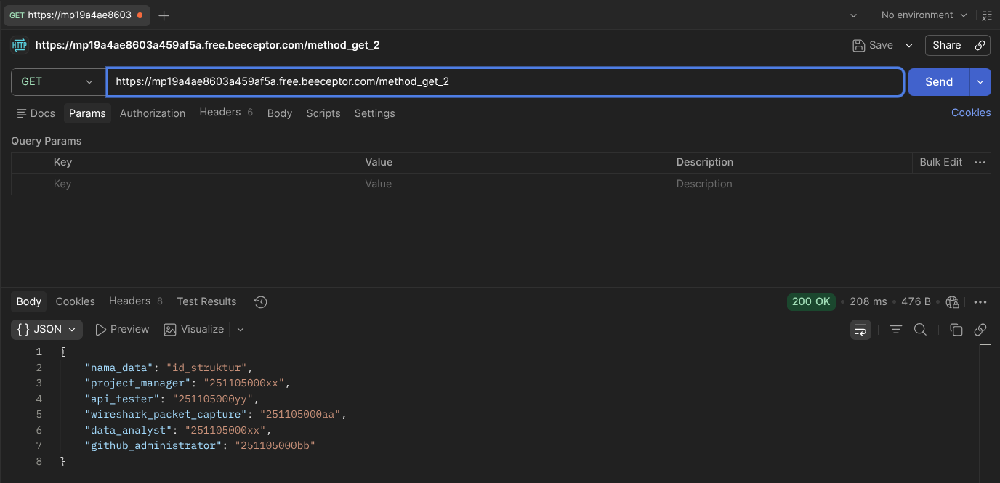 GET https://mp19a4ae8603
No environment
HTTP https://mp19a4ae8603a459af5a.free.beeceptor.com/method_get_2
Save
Share
GET
https://mp19a4ae8603a459af5a.free.beeceptor.com/method_get_2
Send
Docs Params Authorization Headers 6 Body Scripts Settings
Cookies
Query Params
Key Value Description Bulk Edit
Key Value Description
Body Cookies Headers 8 Test Results
200 OK 208 ms 476 B
{} JSON Preview Visualize
1 {
2 "nama_data": "id_struktur",
3 "project_manager": "251105000xx",
4 "api_tester": "251105000yy",
5 "wireshark_packet_capture": "251105000aa",
6 "data_analyst": "251105000xx",
7 "github_administrator": "251105000bb"
8 }